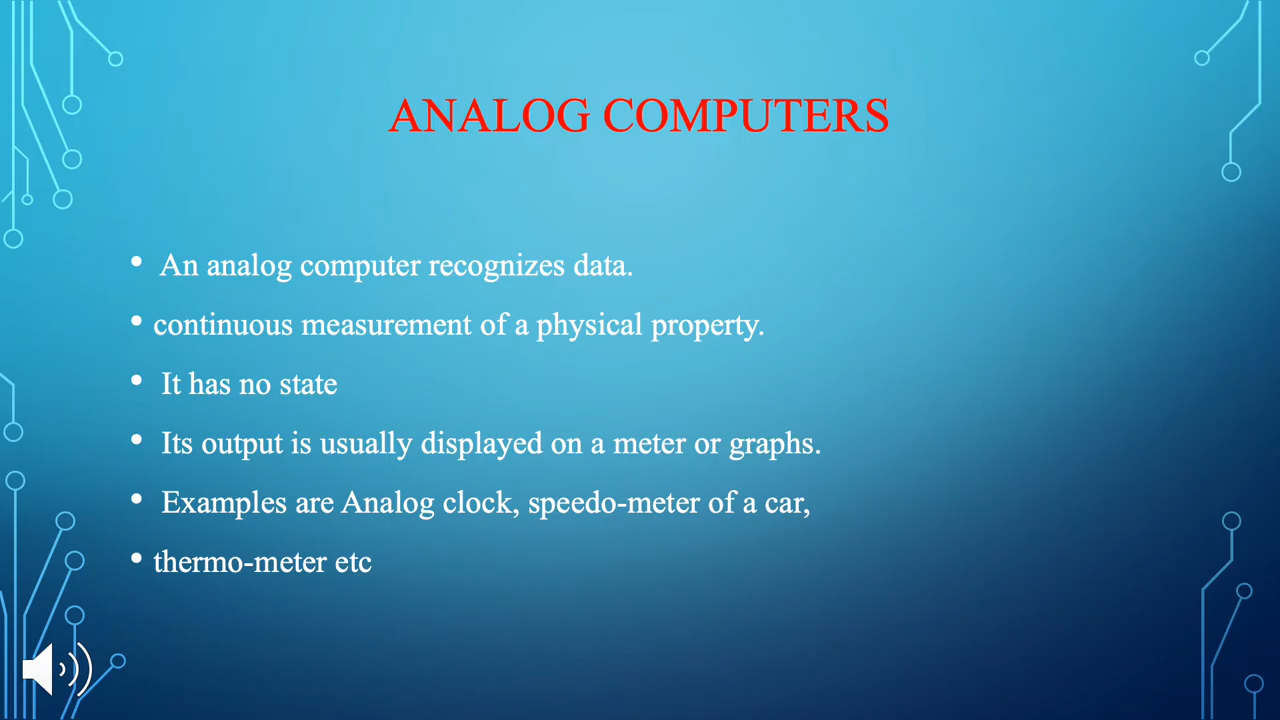 ANALOG COMPUTERS
• An analog computer recognizes data.
• continuous measurement of a physical property.
• It has no state
• Its output is usually displayed on a meter or graphs.
• Examples are Analog clock, speedo-meter of a car,
• thermo-meter etc